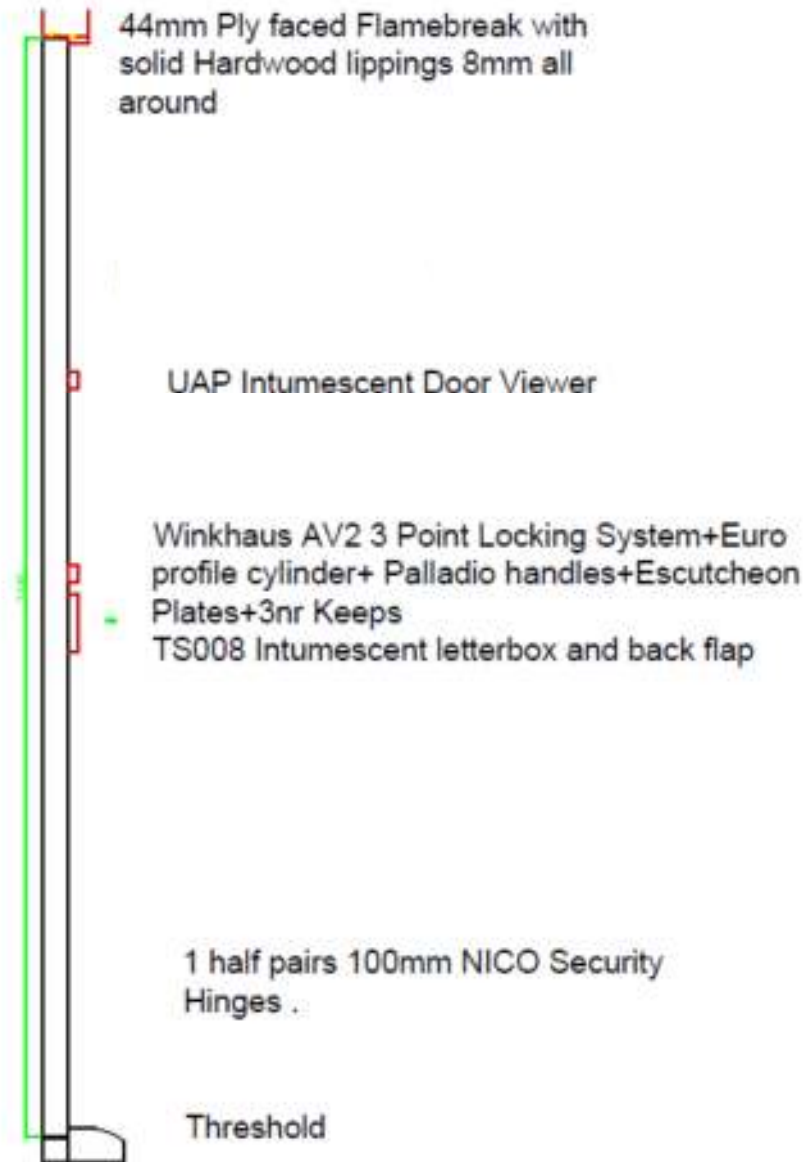 44mm Ply faced Flamebreak with
solid Hardwood lippings 8mm all
around
UAP Intumescent Door Viewer
Winkhaus AV2 3 Point Locking System+Euro
profile cylinder+ Palladio handles+Escutcheon
Plates+3nr Keeps
TS008 Intumescent letterbox and back flap
1 half pairs 100mm NICO Security
Hinges .
Threshold